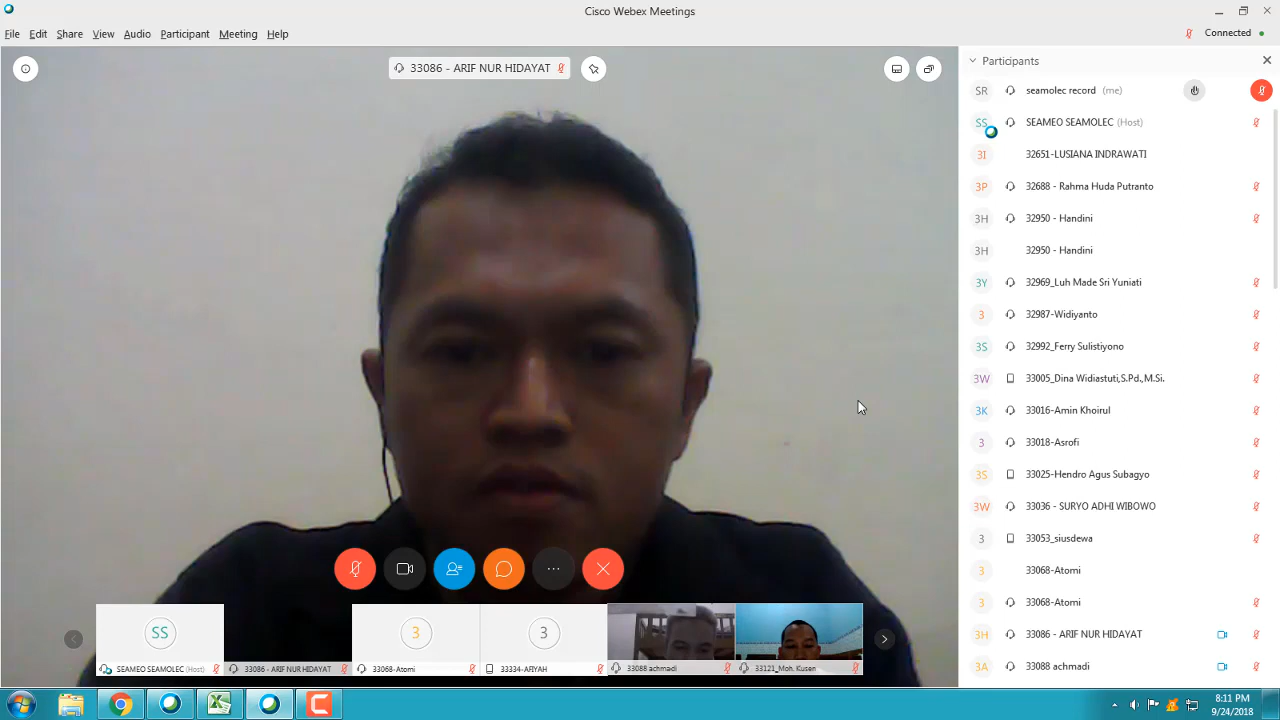 Cisco Webex Meetings
File Edit Share View Audio Participant Meeting Help
Connected
33086 - ARIF NUR HIDAYAT
Participants
SR seamolec record (me)
SS SEAMEO SEAMOLEC (Host)
3I 32651-LUSIANA INDRAWATI
3P 32688 - Rahma Huda Putranto
3H 32950 - Handini
3H 32950 - Handini
3Y 32969_Luh Made Sri Yuniati
3 32987-Widiyanto
3S 32992_Ferry Sulistiyono
3W 33005_Dina Widiastuti,S.Pd.,M.Si.
3K 33016-Amin Khoirul
3 33018-Asrofi
3S 33025-Hendro Agus Subagyo
3W 33036 - SURYO ADHI WIBOWO
3 33053_siusdewa
3 33068-Atomi
3 33068-Atomi
3H 33086 - ARIF NUR HIDAYAT
3A 33088 achmadi
SS
SEAMEO SEAMOLEC (Host)
33086 - ARIF NUR HIDAYAT
3
33068-Atomi
3
33334-AFIYAH
33088 achmadi
33121_Moh. Kusen
8:11 PM
9/24/2018